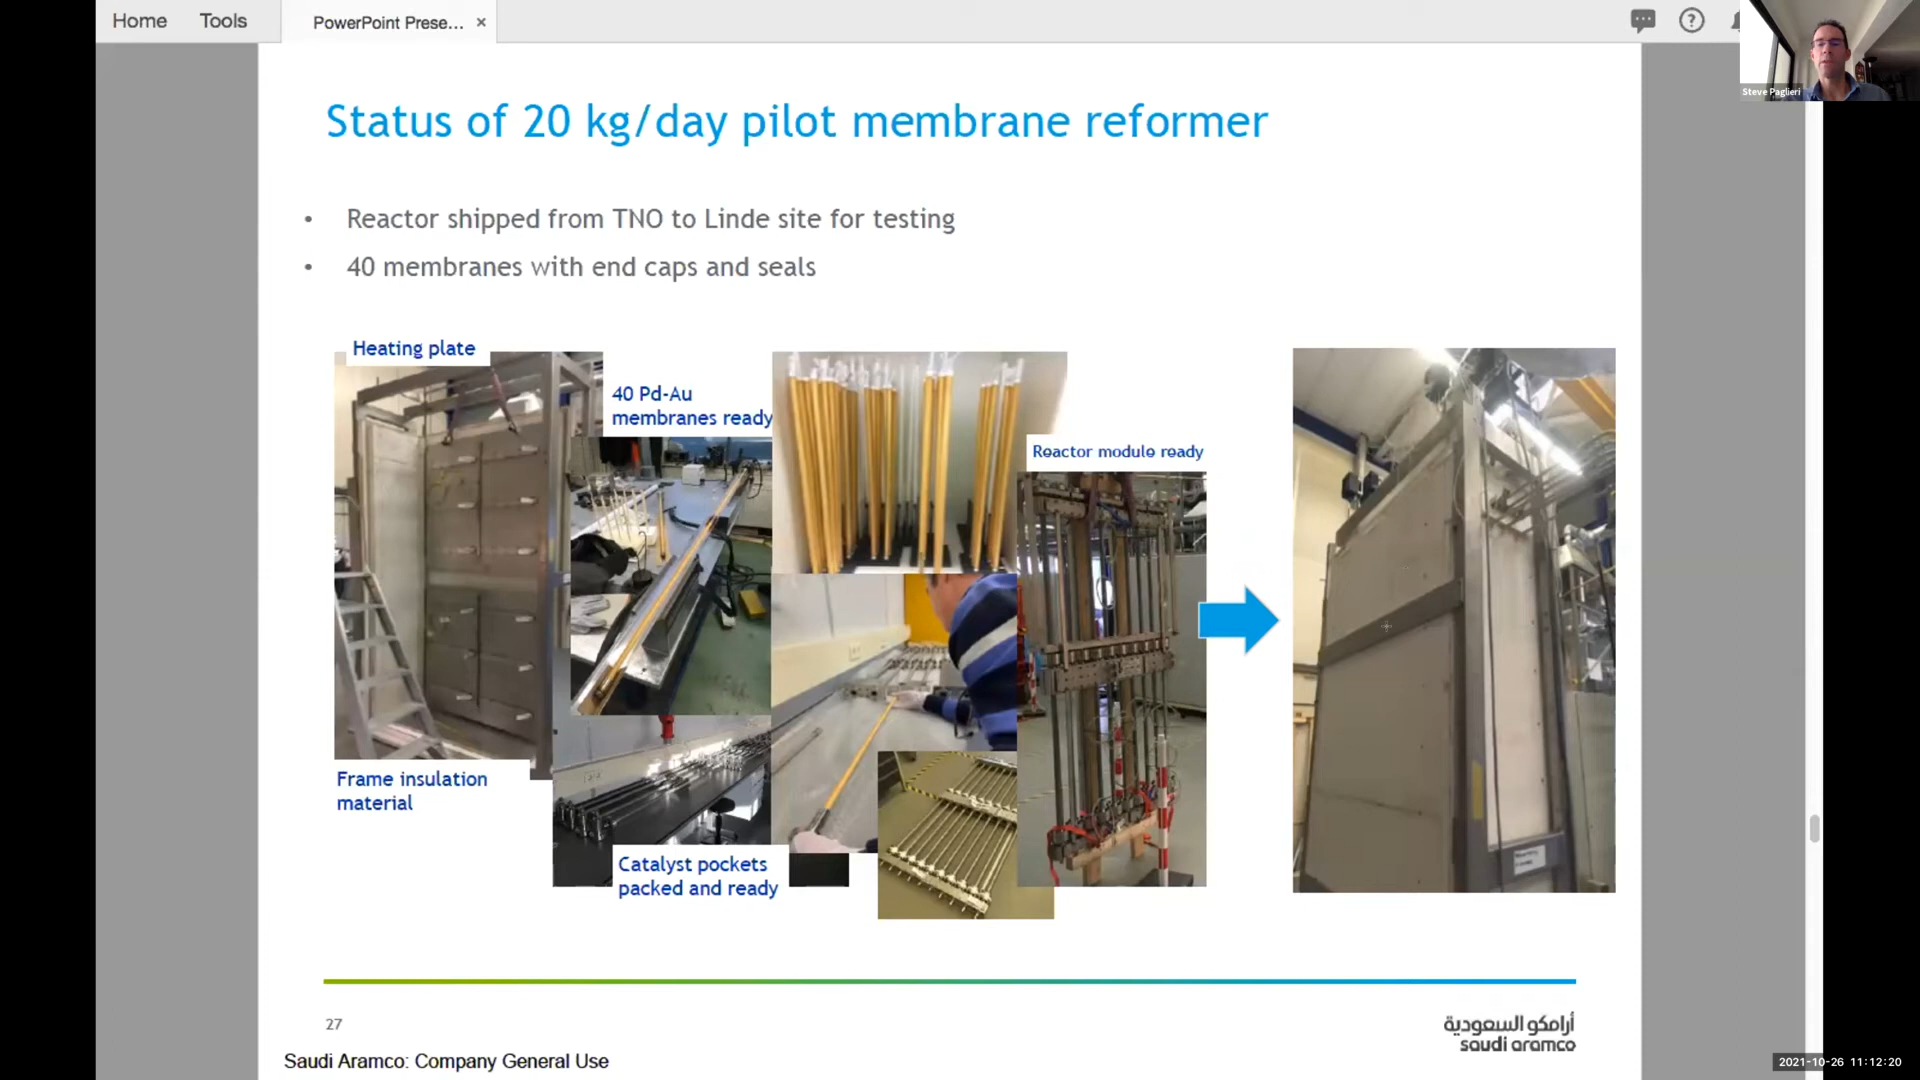 Home Tools PowerPoint Prese... ×
Steve Paglieri
Status of 20 kg/day pilot membrane reformer
• Reactor shipped from TNO to Linde site for testing
• 40 membranes with end caps and seals
Heating plate
40 Pd-Au
membranes ready
Reactor module ready
Frame insulation
material
Catalyst pockets
packed and ready
27
أرامكو السعودية
saudi aramco
Saudi Aramco: Company General Use
2021-10-26 11:12:20